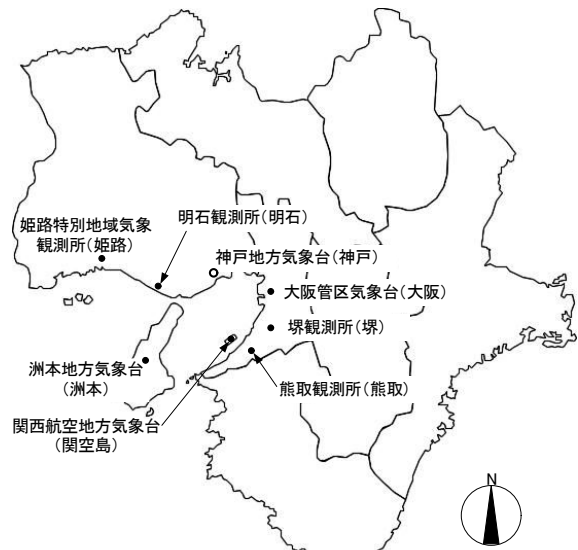 姫路特別地域気象
観測所(姫路)
明石観測所(明石)
神戸地方気象台(神戸)
大阪管区気象台(大阪)
堺観測所(堺)
洲本地方気象台
(洲本)
熊取観測所(熊取)
関西航空地方気象台
(関空島)
N